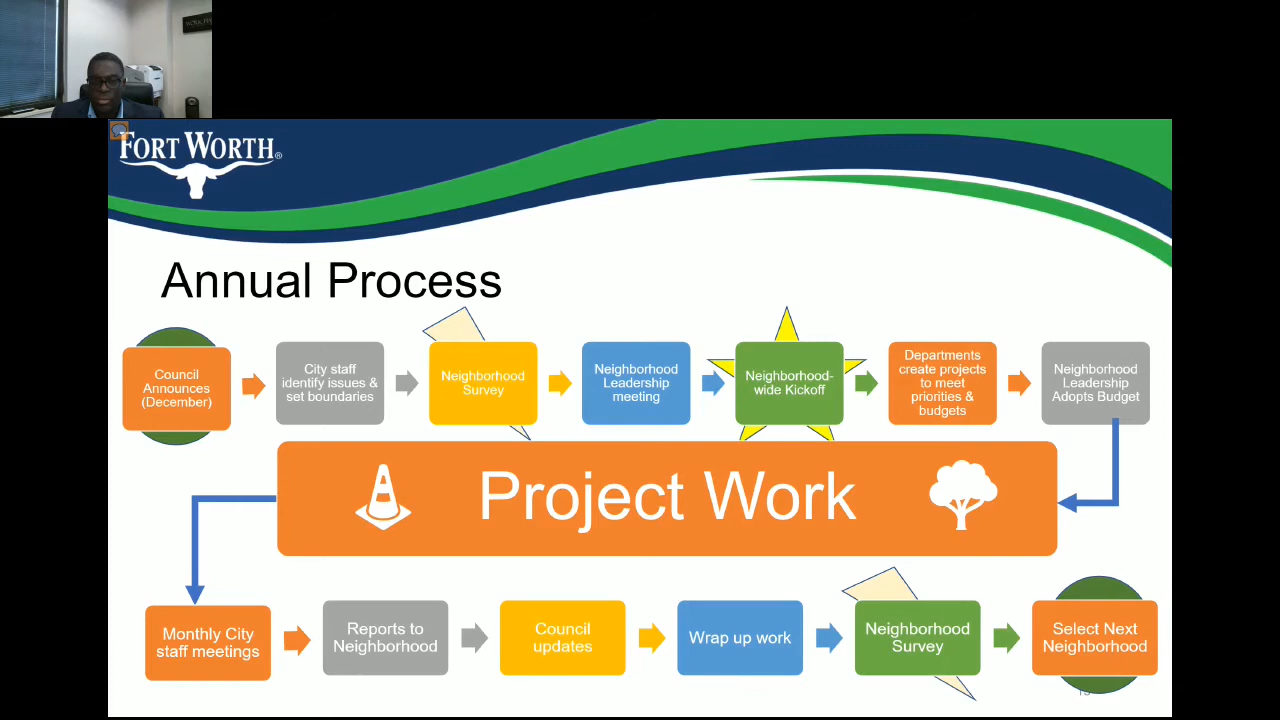 FORT WORTH®
Annual Process
Council
Announces
(December)
City staff
identify issues &
set boundaries
Neighborhood
Survey
Neighborhood
Leadership
meeting
Neighborhood-
wide Kickoff
Departments
create projects
to meet
priorities &
budgets
Neighborhood
Leadership
Adopts Budget
Project Work
Monthly City
staff meetings
Reports to
Neighborhood
Council
updates
Wrap up work
Neighborhood
Survey
Select Next
Neighborhood